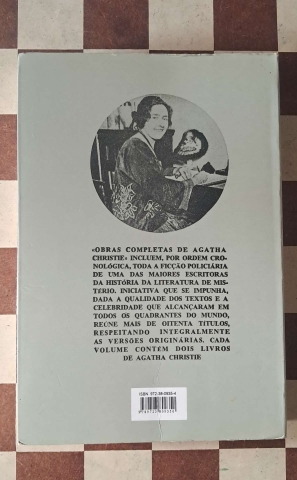 «OBRAS COMPLETAS DE AGATHA
CHRISTIE» INCLUEM, POR ORDEM CRO-
NOLÓGICA, TODA A FICÇÃO POLICIÁRIA
DE UMA DAS MAIORES ESCRITORAS
DA HISTÓRIA DA LITERATURA DE MIS-
TÉRIO. INICIATIVA QUE SE IMPUNHA,
DADA A QUALIDADE DOS TEXTOS E A
CELEBRIDADE QUE ALCANÇARAM EM
TODOS OS QUADRANTES DO MUNDO,
REÚNE MAIS DE OITENTA TÍTULOS,
RESPEITANDO INTEGRALMENTE
AS VERSÕES ORIGINÁRIAS. CADA
VOLUME CONTÉM DOIS LIVROS
DE AGATHA CHRISTIE